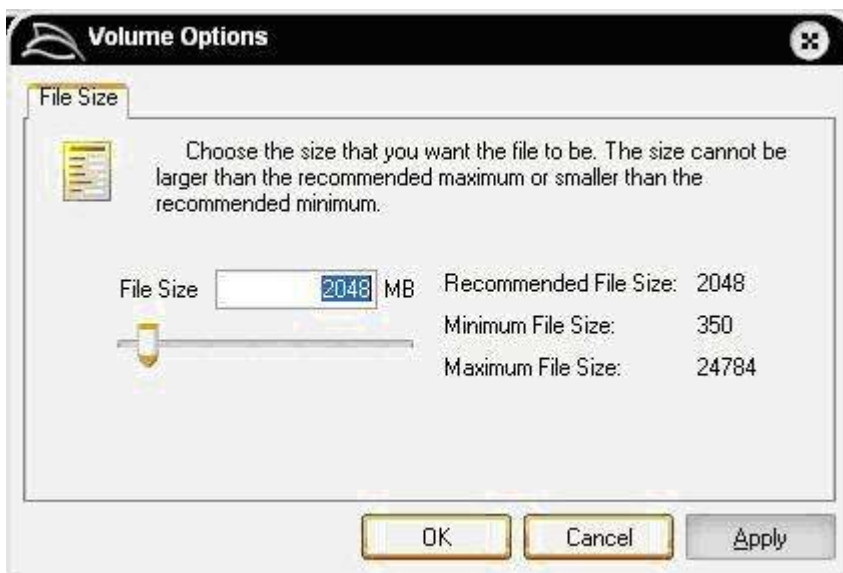 Volume Options
File Size
Choose the size that you want the file to be. The size cannot be
larger than the recommended maximum or smaller than the
recommended minimum.
File Size 2048 MB
Recommended File Size: 2048
Minimum File Size: 350
Maximum File Size: 24784
OK Cancel Apply